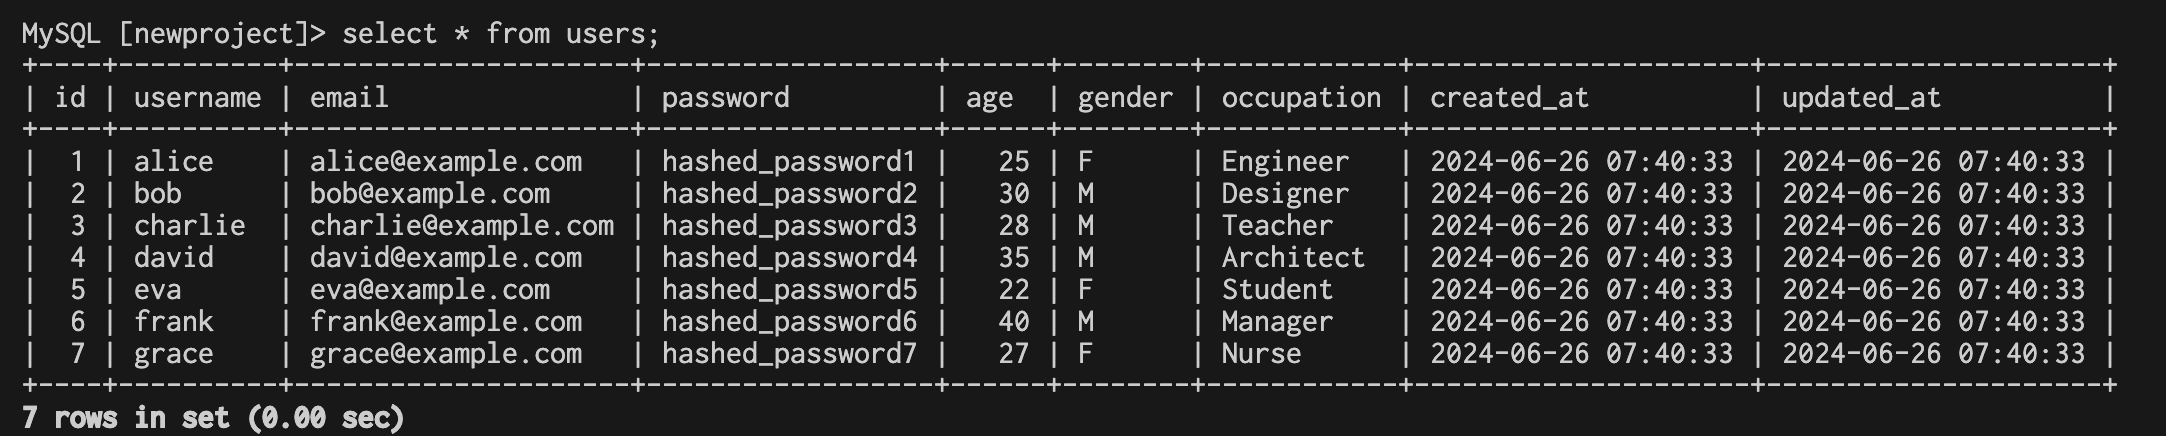 MySQL [newproject]> select * from users;
+----+----------+---------------------+------------------+------+--------+------------+---------------------+---------------------+
| id | username | email               | password         | age  | gender | occupation | created_at          | updated_at          |
+----+----------+---------------------+------------------+------+--------+------------+---------------------+---------------------+
|  1 | alice    | alice@example.com   | hashed_password1 |   25 | F      | Engineer   | 2024-06-26 07:40:33 | 2024-06-26 07:40:33 |
|  2 | bob      | bob@example.com     | hashed_password2 |   30 | M      | Designer   | 2024-06-26 07:40:33 | 2024-06-26 07:40:33 |
|  3 | charlie  | charlie@example.com | hashed_password3 |   28 | M      | Teacher    | 2024-06-26 07:40:33 | 2024-06-26 07:40:33 |
|  4 | david    | david@example.com   | hashed_password4 |   35 | M      | Architect  | 2024-06-26 07:40:33 | 2024-06-26 07:40:33 |
|  5 | eva      | eva@example.com     | hashed_password5 |   22 | F      | Student    | 2024-06-26 07:40:33 | 2024-06-26 07:40:33 |
|  6 | frank    | frank@example.com   | hashed_password6 |   40 | M      | Manager    | 2024-06-26 07:40:33 | 2024-06-26 07:40:33 |
|  7 | grace    | grace@example.com   | hashed_password7 |   27 | F      | Nurse      | 2024-06-26 07:40:33 | 2024-06-26 07:40:33 |
+----+----------+---------------------+------------------+------+--------+------------+---------------------+---------------------+
7 rows in set (0.00 sec)